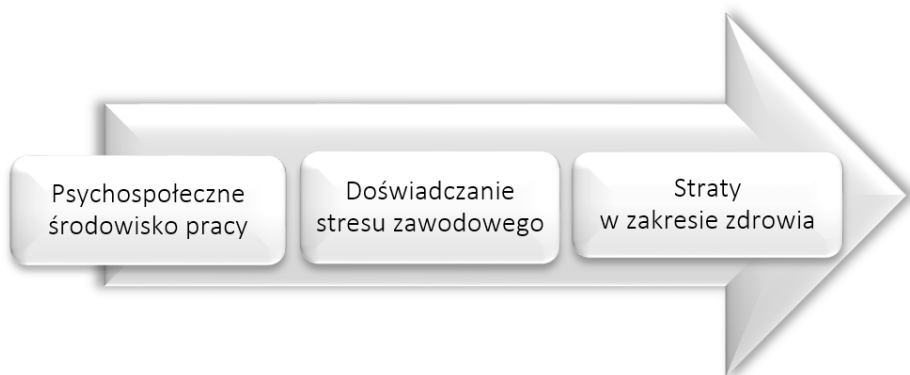 Psychospołeczne
środowisko pracy
Doświadczanie
stresu zawodowego
Straty
w zakresie zdrowia